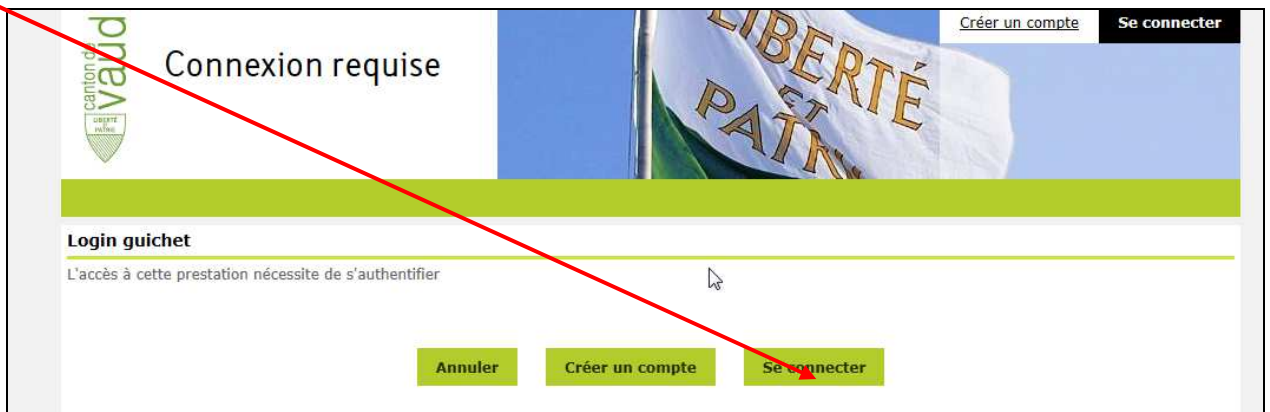 canton de
vaud
LIBERTÉ
ET
PATRIE
Connexion requise
LIBERTÉ
ET
Créer un compte
Se connecter
Login guichet
L'accès à cette prestation nécessite de s'authentifier
Annuler
Créer un compte
Se connecter